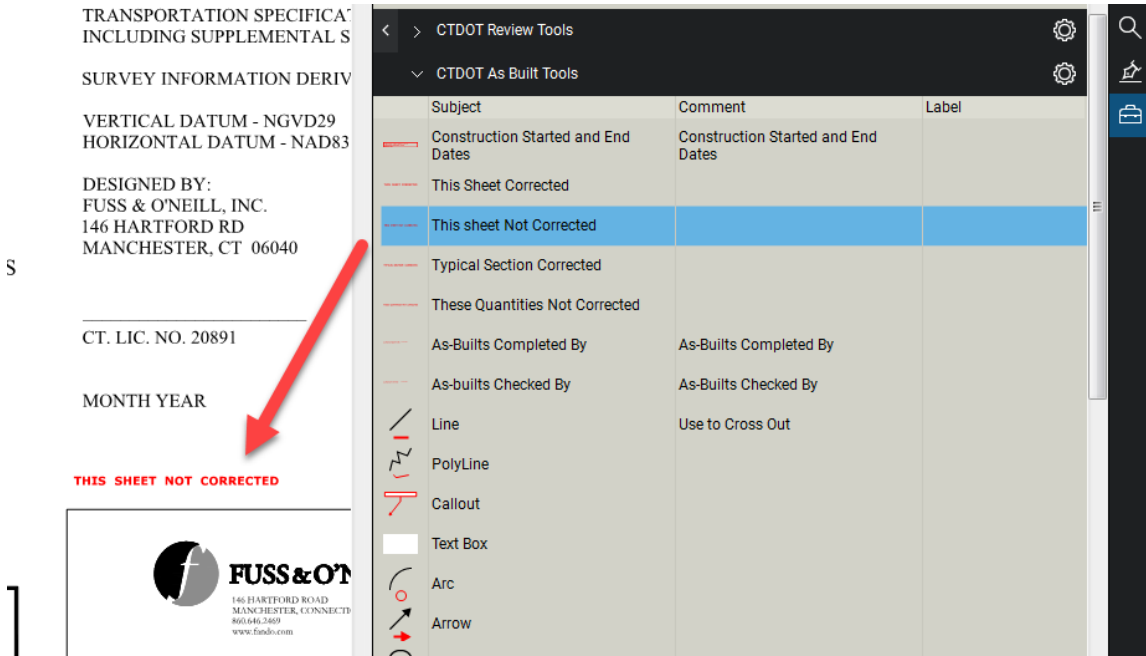 TRANSPORTATION SPECIFICAT
INCLUDING SUPPLEMENTAL S
SURVEY INFORMATION DERIV
VERTICAL DATUM - NGVD29
HORIZONTAL DATUM - NAD83
DESIGNED BY:
FUSS & O'NEILL, INC.
146 HARTFORD RD
MANCHESTER, CT 06040
S
CT. LIC. NO. 20891
MONTH YEAR
THIS SHEET NOT CORRECTED
f
FUSS & O'N
146 HARTFORD ROAD
MANCHESTER, CONNECTI
860.646.2469
www.fando.com
CTDOT Review Tools
CTDOT As Built Tools
Subject Comment Label
Construction Started and End Dates Construction Started and End Dates
This Sheet Corrected
This sheet Not Corrected
Typical Section Corrected
These Quantities Not Corrected
As-Builts Completed By As-Builts Completed By
As-builts Checked By As-Builts Checked By
Line Use to Cross Out
PolyLine
Callout
Text Box
Arc
Arrow